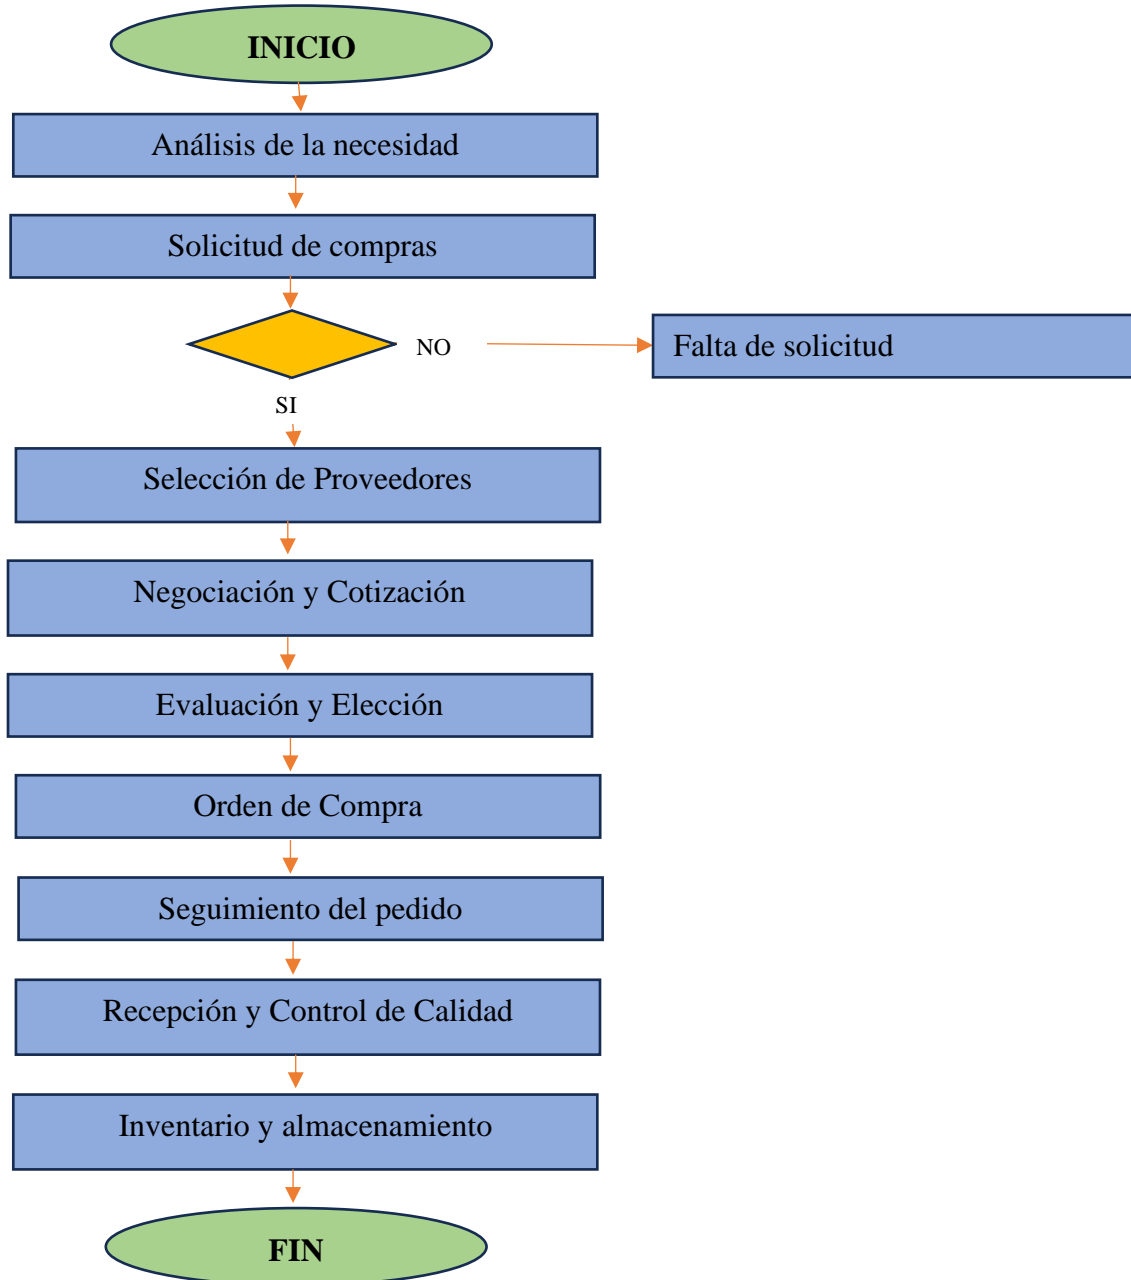 INICIO
Análisis de la necesidad
Solicitud de compras
NO
Falta de solicitud
SI
Selección de Proveedores
Negociación y Cotización
Evaluación y Elección
Orden de Compra
Seguimiento del pedido
Recepción y Control de Calidad
Inventario y almacenamiento
FIN